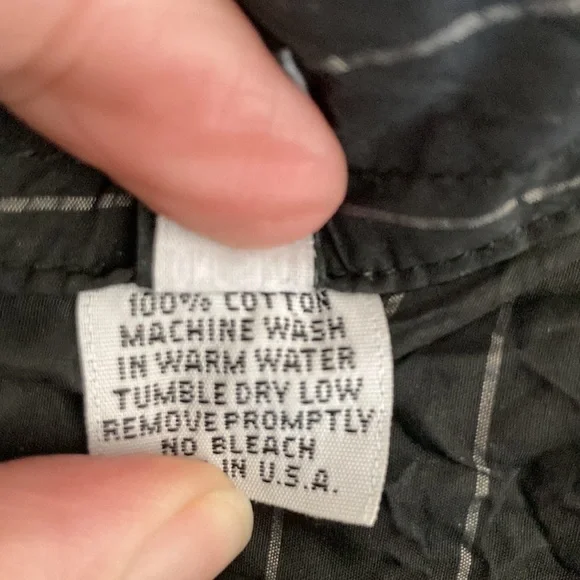 100% COTTON
MACHINE WASH
IN WARM WATER
TUMBLE DRY LOW
REMOVE PROMPTLY
NO BLEACH
IN U.S.A.